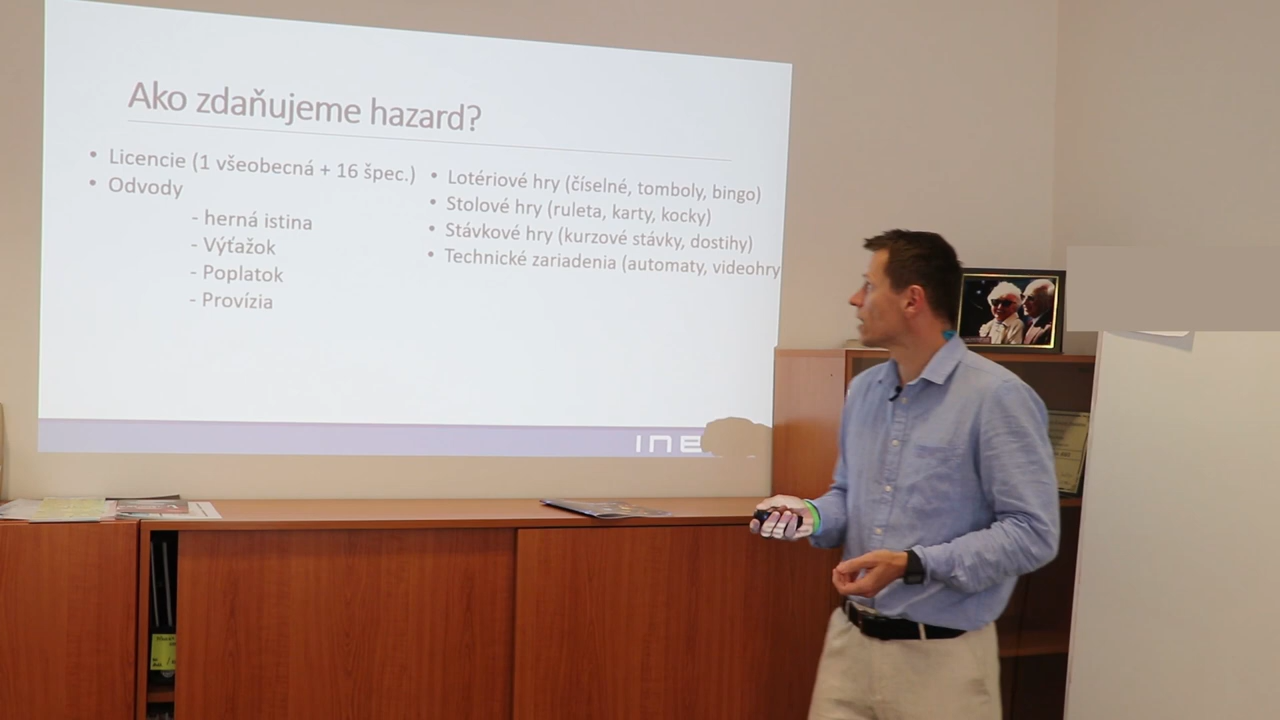 Ako zdaňujeme hazard?
• Licencie (1 všeobecná + 16 špec.)
• Odvody
- herná istina
- Výťažok
- Poplatok
- Provízia
• Lotériové hry (číselné, tomboly, bingo)
• Stolové hry (ruleta, karty, kocky)
• Stávkové hry (kurzové stávky, dostihy)
• Technické zariadenia (automaty, videohry
INE